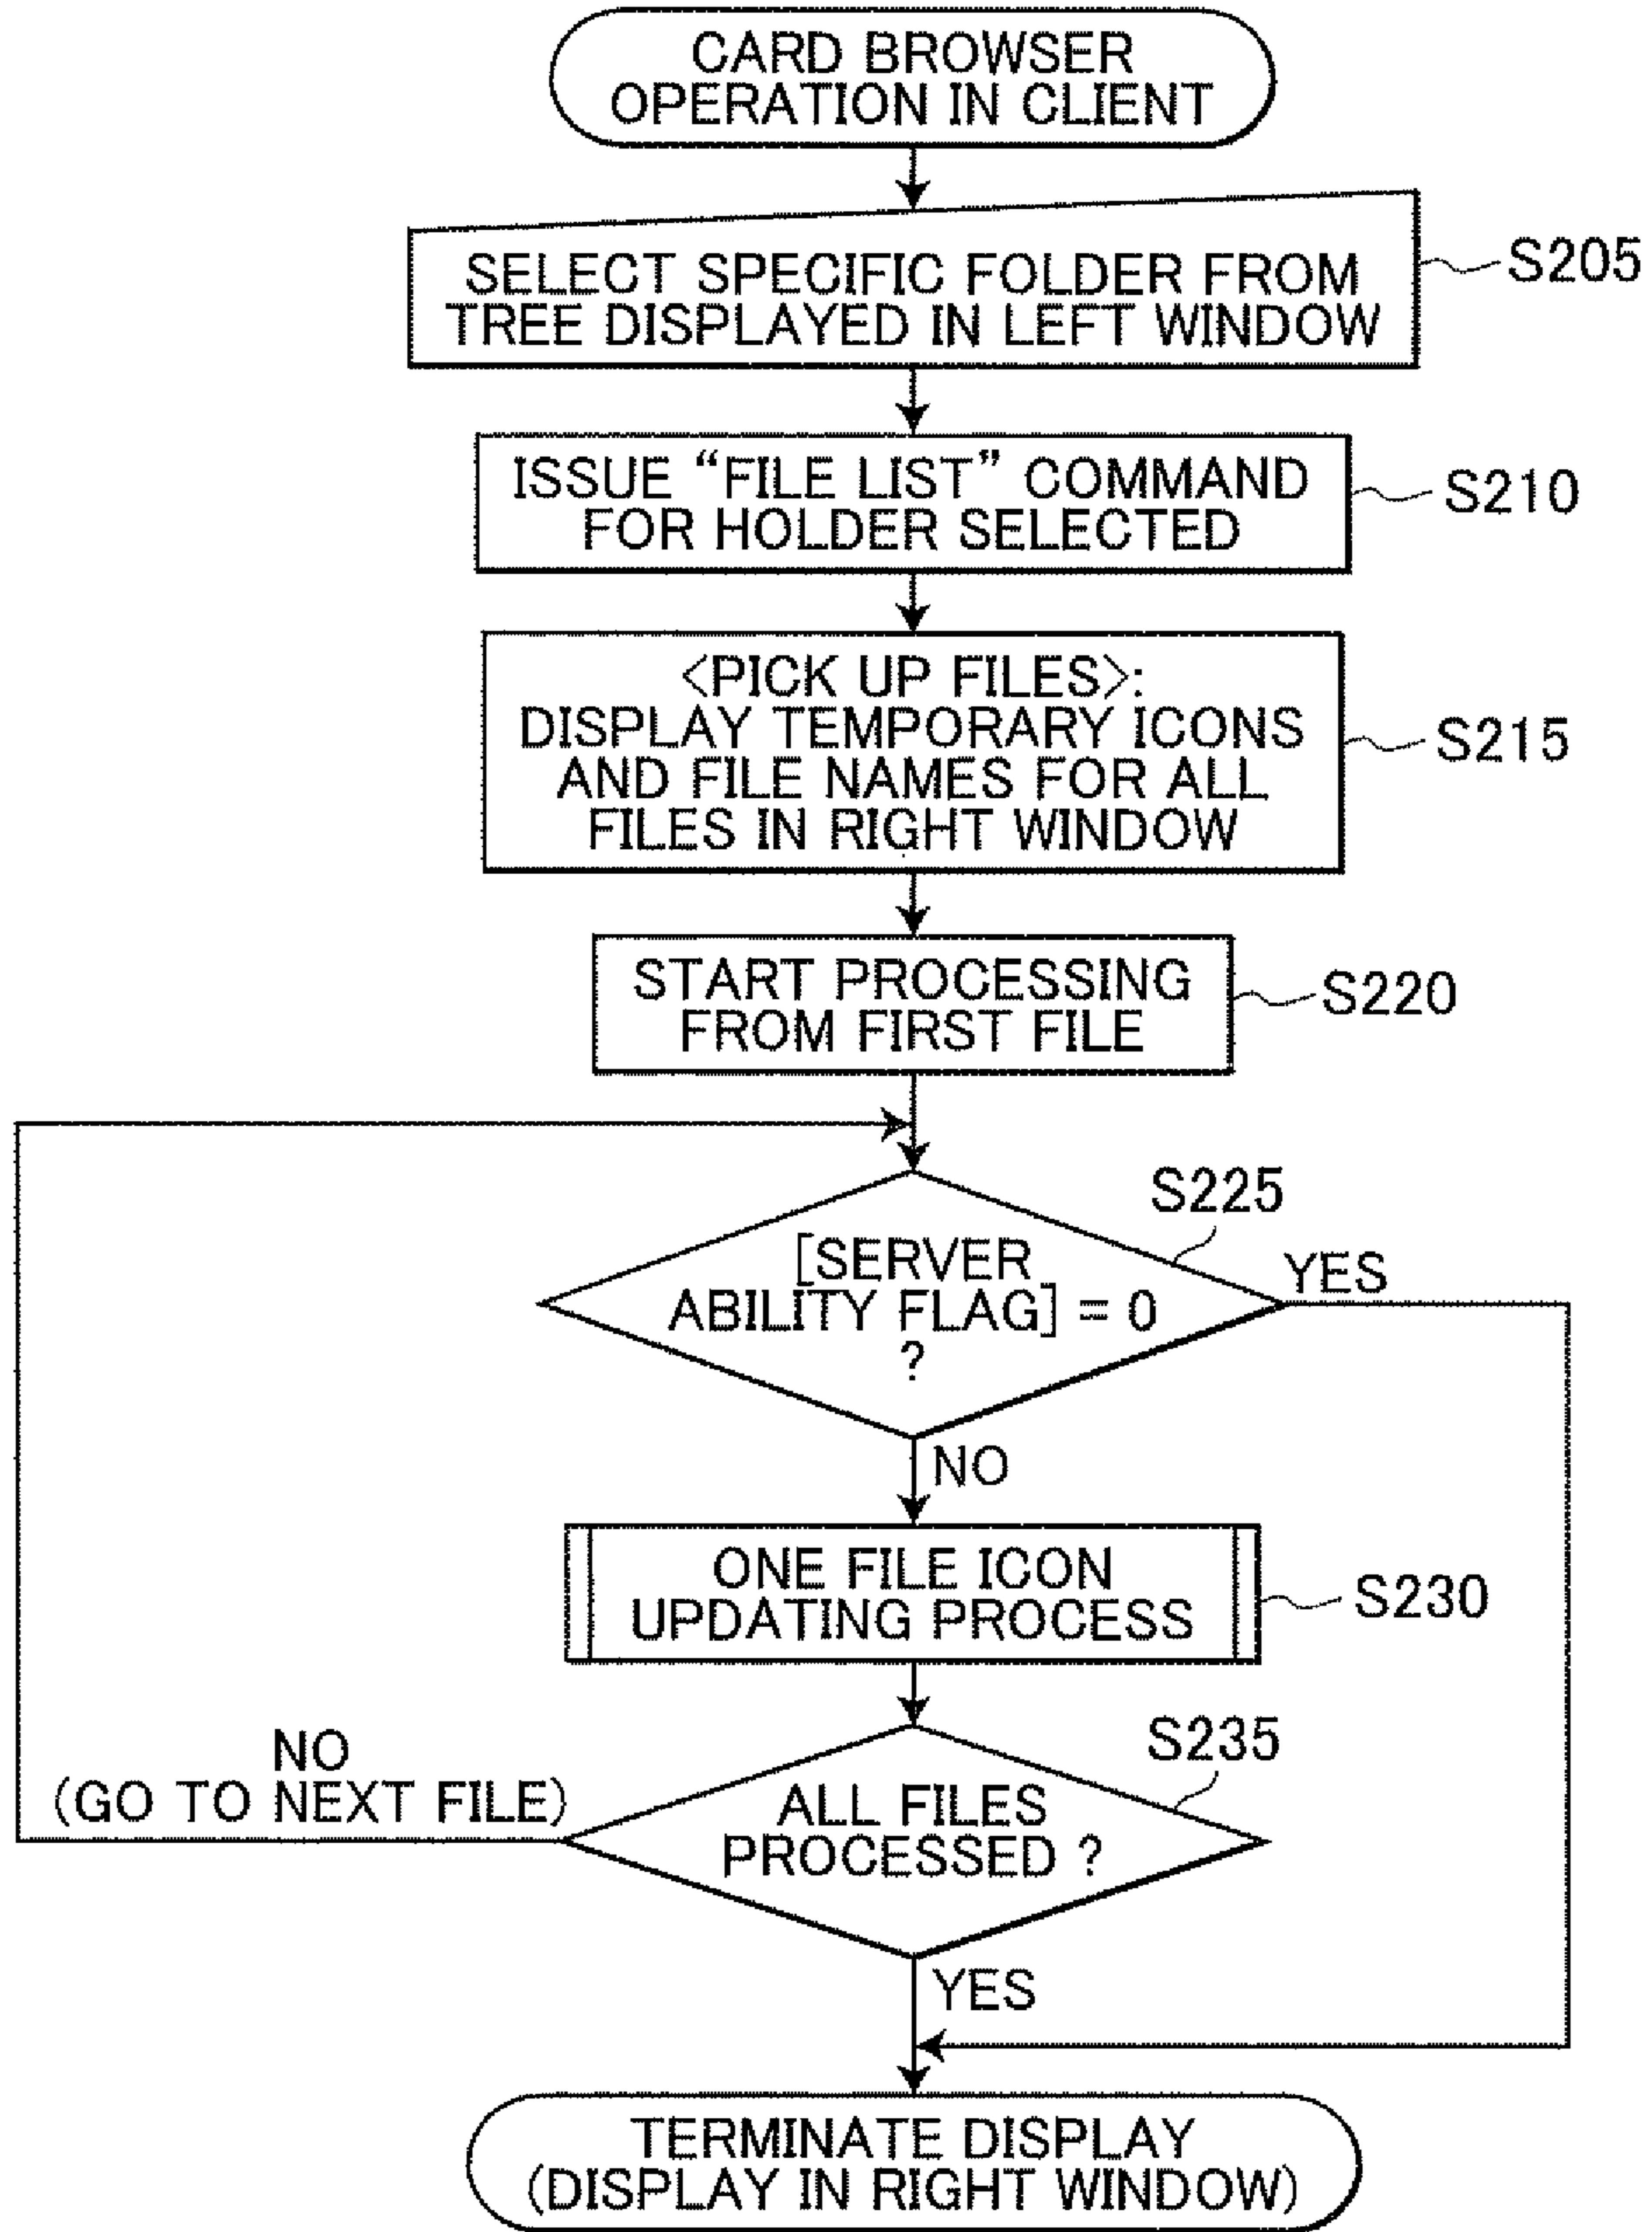 CARD BROWSER
OPERATION IN CLIENT
SELECT SPECIFIC FOLDER FROM
TREE DISPLAYED IN LEFT WINDOW
S205
ISSUE “FILE LIST” COMMAND
FOR HOLDER SELECTED
S210
<PICK UP FILES>:
DISPLAY TEMPORARY ICONS
AND FILE NAMES FOR ALL
FILES IN RIGHT WINDOW
S215
START PROCESSING
FROM FIRST FILE
S220
S225
[SERVER
ABILITY FLAG] = 0
?
YES
NO
ONE FILE ICON
UPDATING PROCESS
S230
S235
NO
(GO TO NEXT FILE)
ALL FILES
PROCESSED ?
YES
TERMINATE DISPLAY
(DISPLAY IN RIGHT WINDOW)